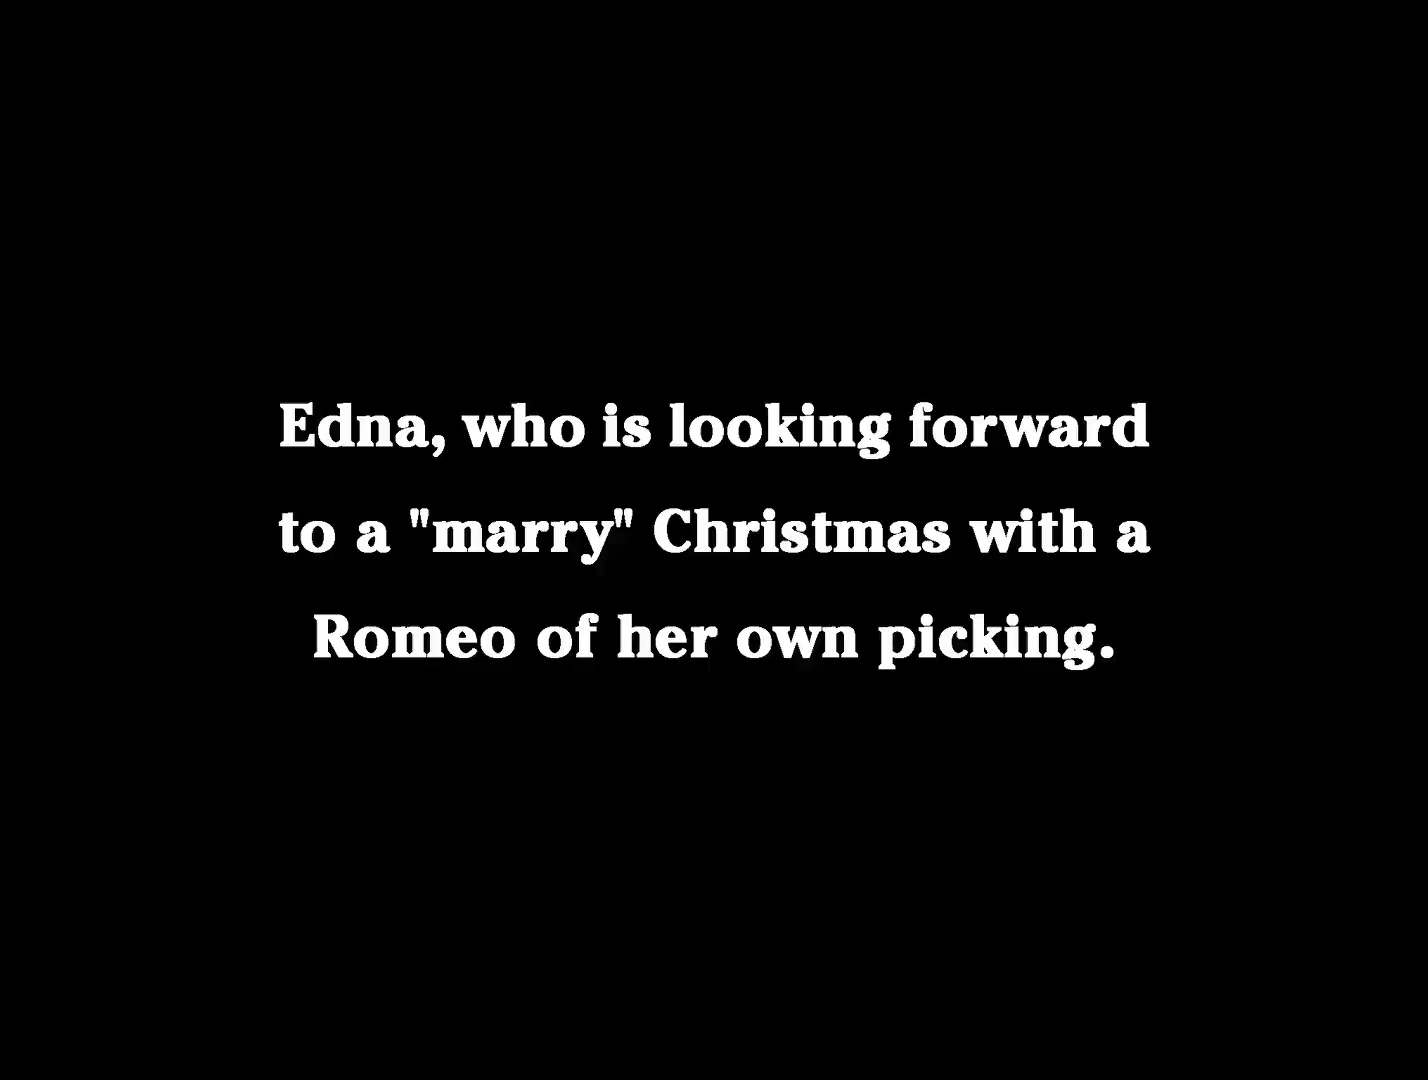 Edna, who is looking forward
to a "marry" Christmas with a
Romeo of her own picking.